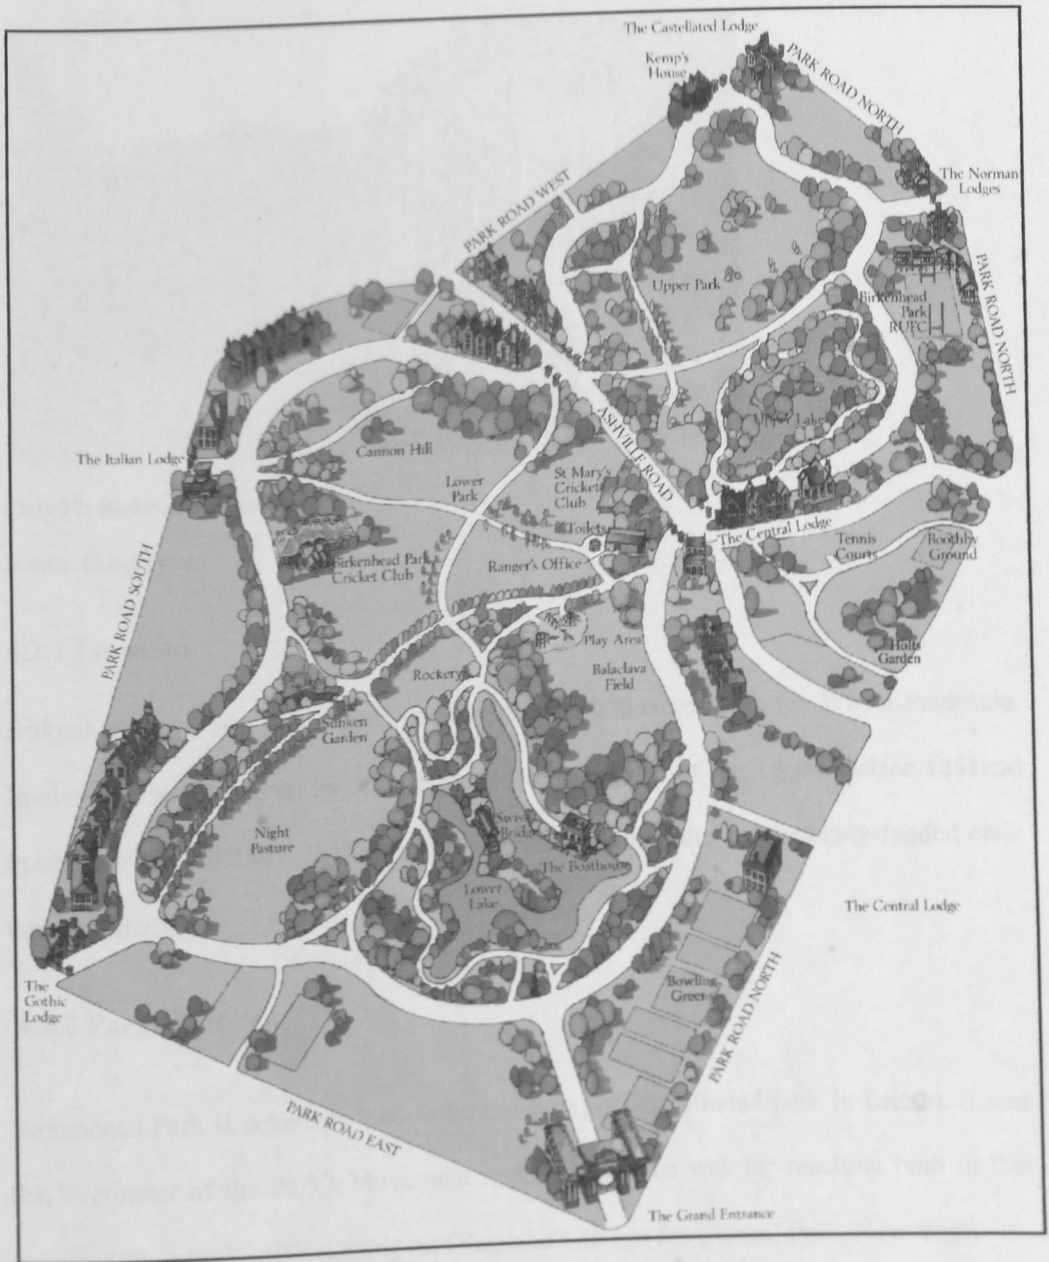 The Castellated Lodge
Kemp's
House
PARK ROAD NORTH
The Norman
Lodges
PARK ROAD WEST
Upper Park
Birkenhead
Park
RUFC
PARK ROAD NORTH
Upper Lake
ASHVILLE ROAD
Cannon Hill
The Italian Lodge
Lower
Park
St Mary's
Cricket
Club
Toilets
The Central Lodge
Ranger's Office
Birkenhead Park
Cricket Club
Tennis
Courts
Boothby
Ground
PARK ROAD SOUTH
Play Area
Holts
Garden
Rockery
Balaclava
Field
Sunken
Garden
Night
Pasture
Swiss
Bridge
The Boathouse
Lower
Lake
The Central Lodge
The
Gothic
Lodge
Bowling
Greens
PARK ROAD NORTH
PARK ROAD EAST
The Grand Entrance